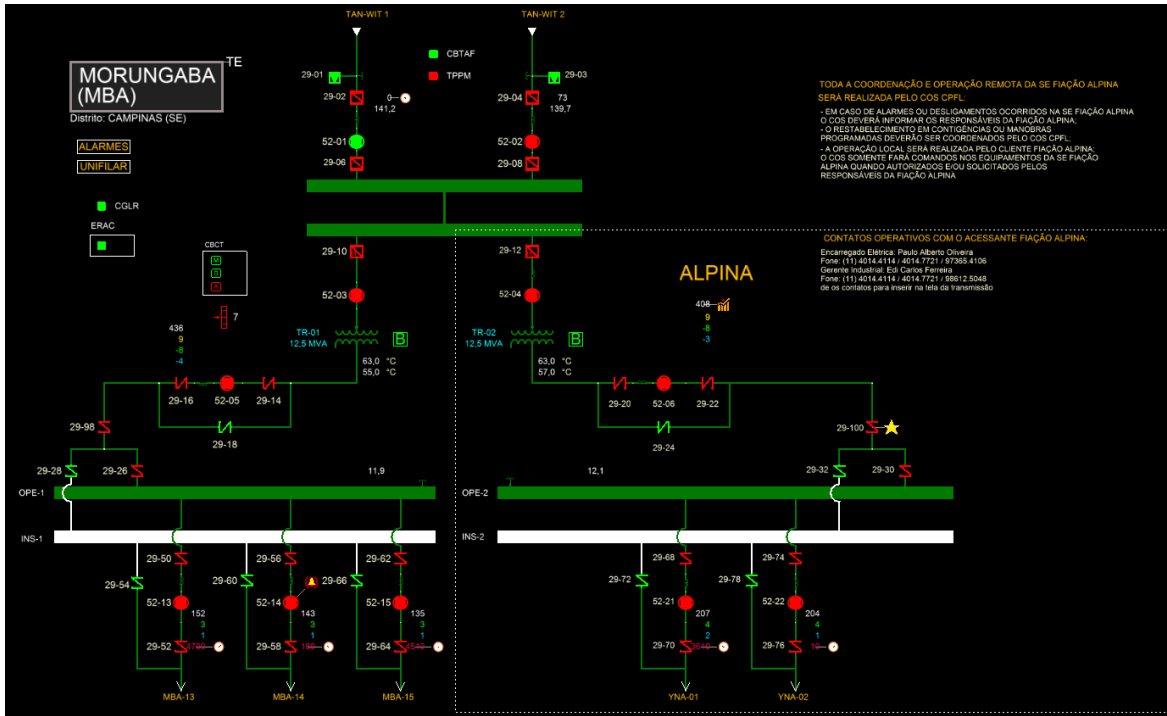 TAN-WIT 1
TAN-WIT 2
TE
MORUNGABA
(MBA)
Distrito: CAMPINAS (SE)
ALARMES
UNIFILAR
CBTAF
TPPM
29-01
29-03
29-02
0
141,2
29-04
73
139,7
52-01
52-02
29-06
29-08
TODA A COORDENAÇÃO E OPERAÇÃO REMOTA DA SE FIAÇÃO ALPINA
SERÁ REALIZADA PELO COS CPFL:
- EM CASO DE ALARMES OU DESLIGAMENTOS OCORRIDOS NA SE FIAÇÃO ALPINA
O COS DEVERÁ INFORMAR OS RESPONSÁVEIS DA FIAÇÃO ALPINA;
- O RESTABELECIMENTO EM CONTIGÊNCIAS OU MANOBRAS
PROGRAMADAS DEVERÃO SER COORDENADOS PELO COS CPFL;
- A OPERAÇÃO LOCAL SERÁ REALIZADA PELO CLIENTE FIAÇÃO ALPINA;
O COS SOMENTE FARÁ COMANDOS NOS EQUIPAMENTOS DA SE FIAÇÃO
ALPINA QUANDO AUTORIZADOS E/OU SOLICITADOS PELOS
RESPONSÁVEIS DA FIAÇÃO ALPINA
CGLR
ERAC
CBCT
M
R
7
29-10
29-12
CONTATOS OPERATIVOS COM O ACESSANTE FIAÇÃO ALPINA:
Encarregado Elétrica: Paulo Alberto Oliveira
Fone: (11) 4014.4114 / 4014.7721 / 97365.4106
Gerente Industrial: Edi Carlos Ferreira
Fone: (11) 4014.4114 / 4014.7721 / 98612.5048
de os contatos para inserir na tela da transmissão
ALPINA
52-03
52-04
408
9
-8
-3
436
9
-8
-4
TR-01
12,5 MVA
B
TR-02
12,5 MVA
B
63,0 °C
55,0 °C
63,0 °C
57,0 °C
29-16
52-05
29-14
29-18
29-20
52-06
29-22
29-24
29-98
29-100
29-28
29-26
11,9
12,1
29-32
29-30
OPE-1
OPE-2
INS-1
INS-2
29-50
29-56
29-62
29-68
29-74
29-54
29-60
29-66
29-72
29-78
52-13
52-14
52-15
52-21
52-22
152
3
1
143
3
1
135
3
1
207
4
2
204
4
1
29-52
29-58
29-64
29-70
29-76
MBA-13
MBA-14
MBA-15
YNA-01
YNA-02